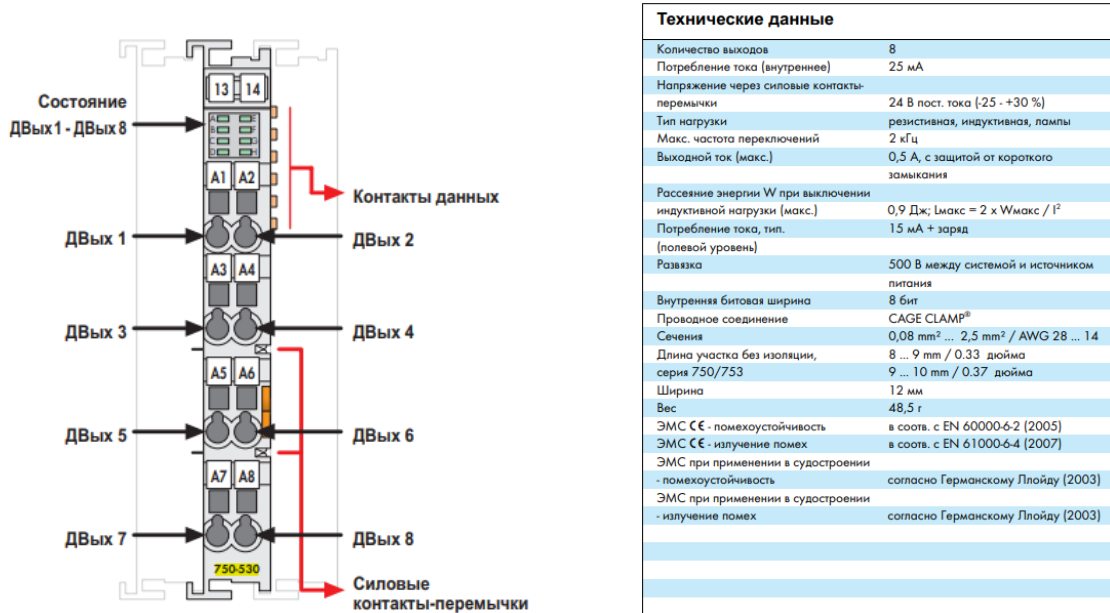 13 14
Состояние
ДВых1 - ДВых 8
A E
B F
C G
D H
A1 A2
Контакты данных
ДВых 1
ДВых 2
A3 A4
ДВых 3
ДВых 4
A5 A6
ДВых 5
ДВых 6
A7 A8
ДВых 7
ДВых 8
750-530
Силовые
контакты-перемычки
Технические данные
Количество выходов 8
Потребление тока (внутреннее) 25 мА
Напряжение через силовые контакты-
перемычки 24 В пост. тока (-25 - +30 %)
Тип нагрузки резистивная, индуктивная, лампы
Макс. частота переключений 2 кГц
Выходной ток (макс.) 0,5 А, с защитой от короткого
замыкания
Рассеяние энергии W при выключении
индуктивной нагрузки (макс.) 0,9 Дж; Lмакс = 2 x Wмакс / I²
Потребление тока, тип. 15 мА + заряд
(полевой уровень)
Развязка 500 В между системой и источником
питания
Внутренняя битовая ширина 8 бит
Проводное соединение CAGE CLAMP®
Сечения 0,08 mm² ... 2,5 mm² / AWG 28 ... 14
Длина участка без изоляции, 8 ... 9 mm / 0.33 дюйма
серия 750/753 9 ... 10 mm / 0.37 дюйма
Ширина 12 мм
Вес 48,5 г
ЭМС CE - помехоустойчивость в соотв. с EN 60000-6-2 (2005)
ЭМС CE - излучение помех в соотв. с EN 61000-6-4 (2007)
ЭМС при применении в судостроении
- помехоустойчивость согласно Германскому Ллойду (2003)
ЭМС при применении в судостроении
- излучение помех согласно Германскому Ллойду (2003)